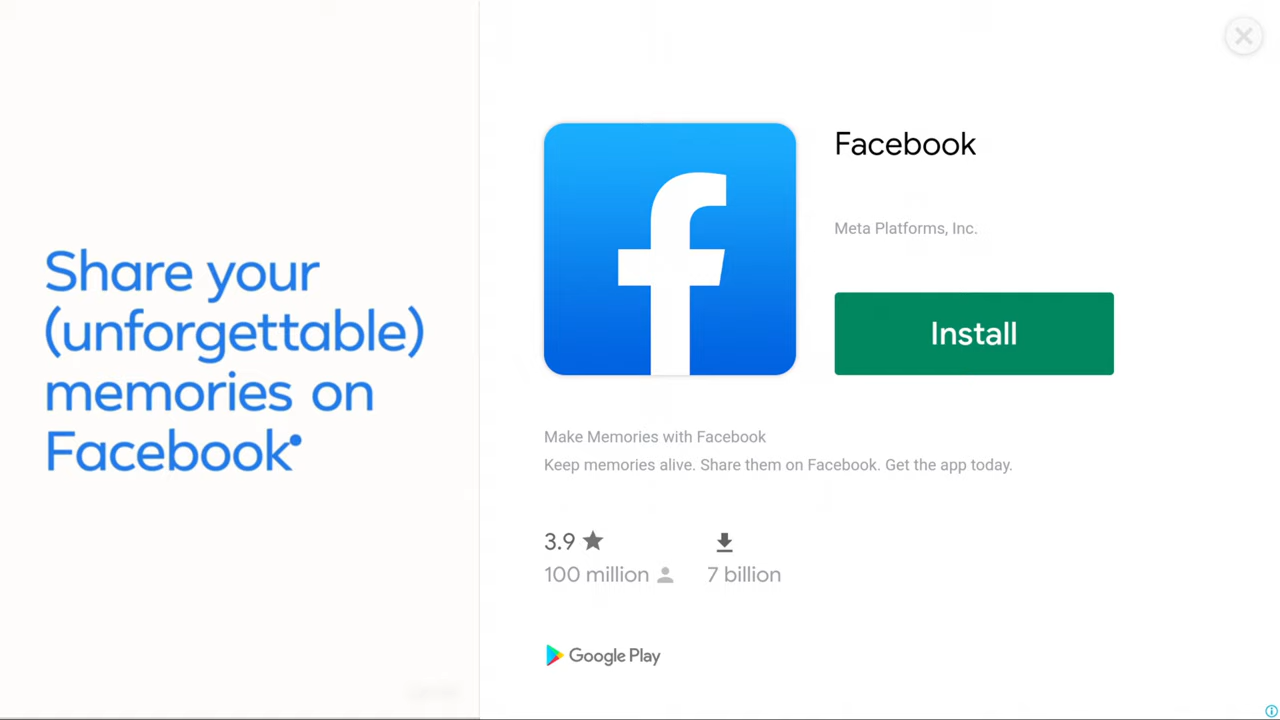 Share your
(unforgettable)
memories on
Facebook
Facebook
Meta Platforms, Inc.
Install
Make Memories with Facebook
Keep memories alive. Share them on Facebook. Get the app today.
3.9
100 million
7 billion
Google Play